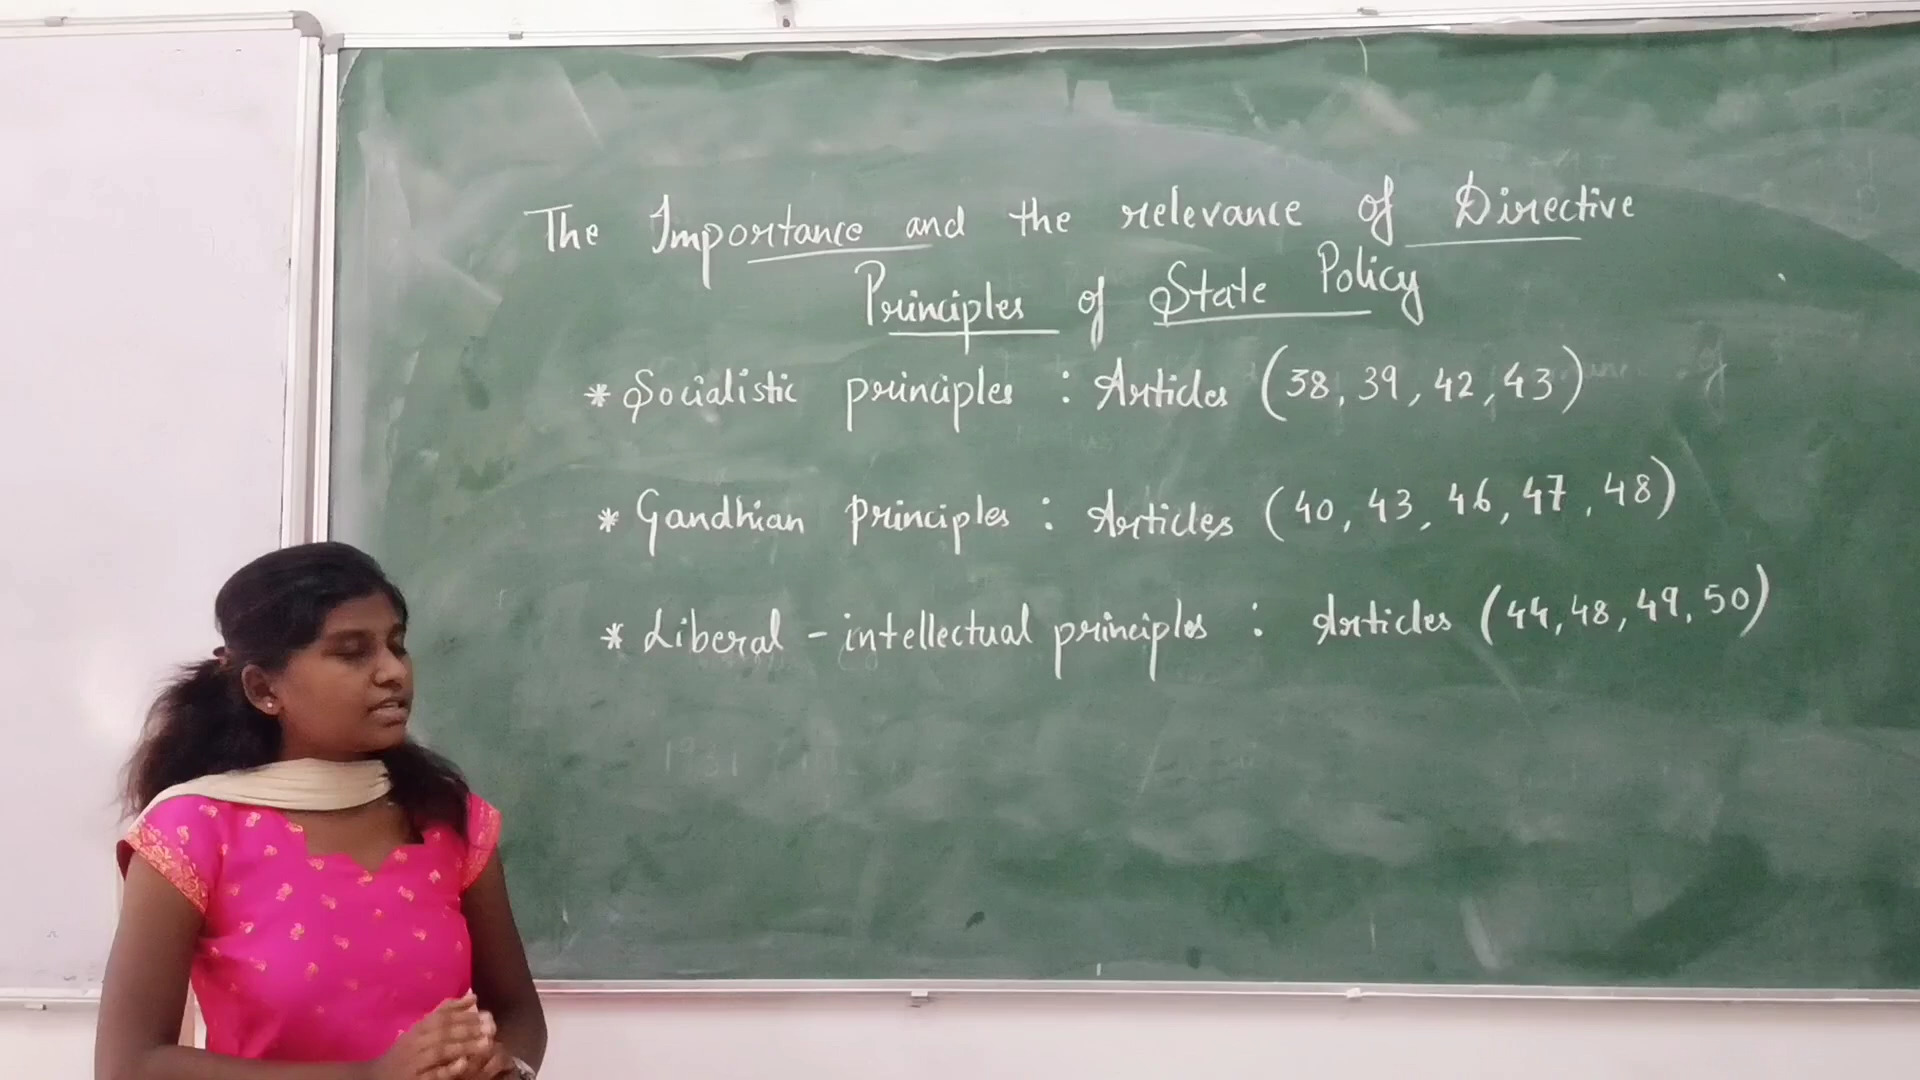 The Importance and the relevance of Directive
Principles of State Policy
* Socialistic principles : Articles (38, 39, 42, 43)
* Gandhian principles : Articles (40, 43, 46, 47, 48)
* Liberal - intellectual principles : Articles (44, 48, 49, 50)
1931